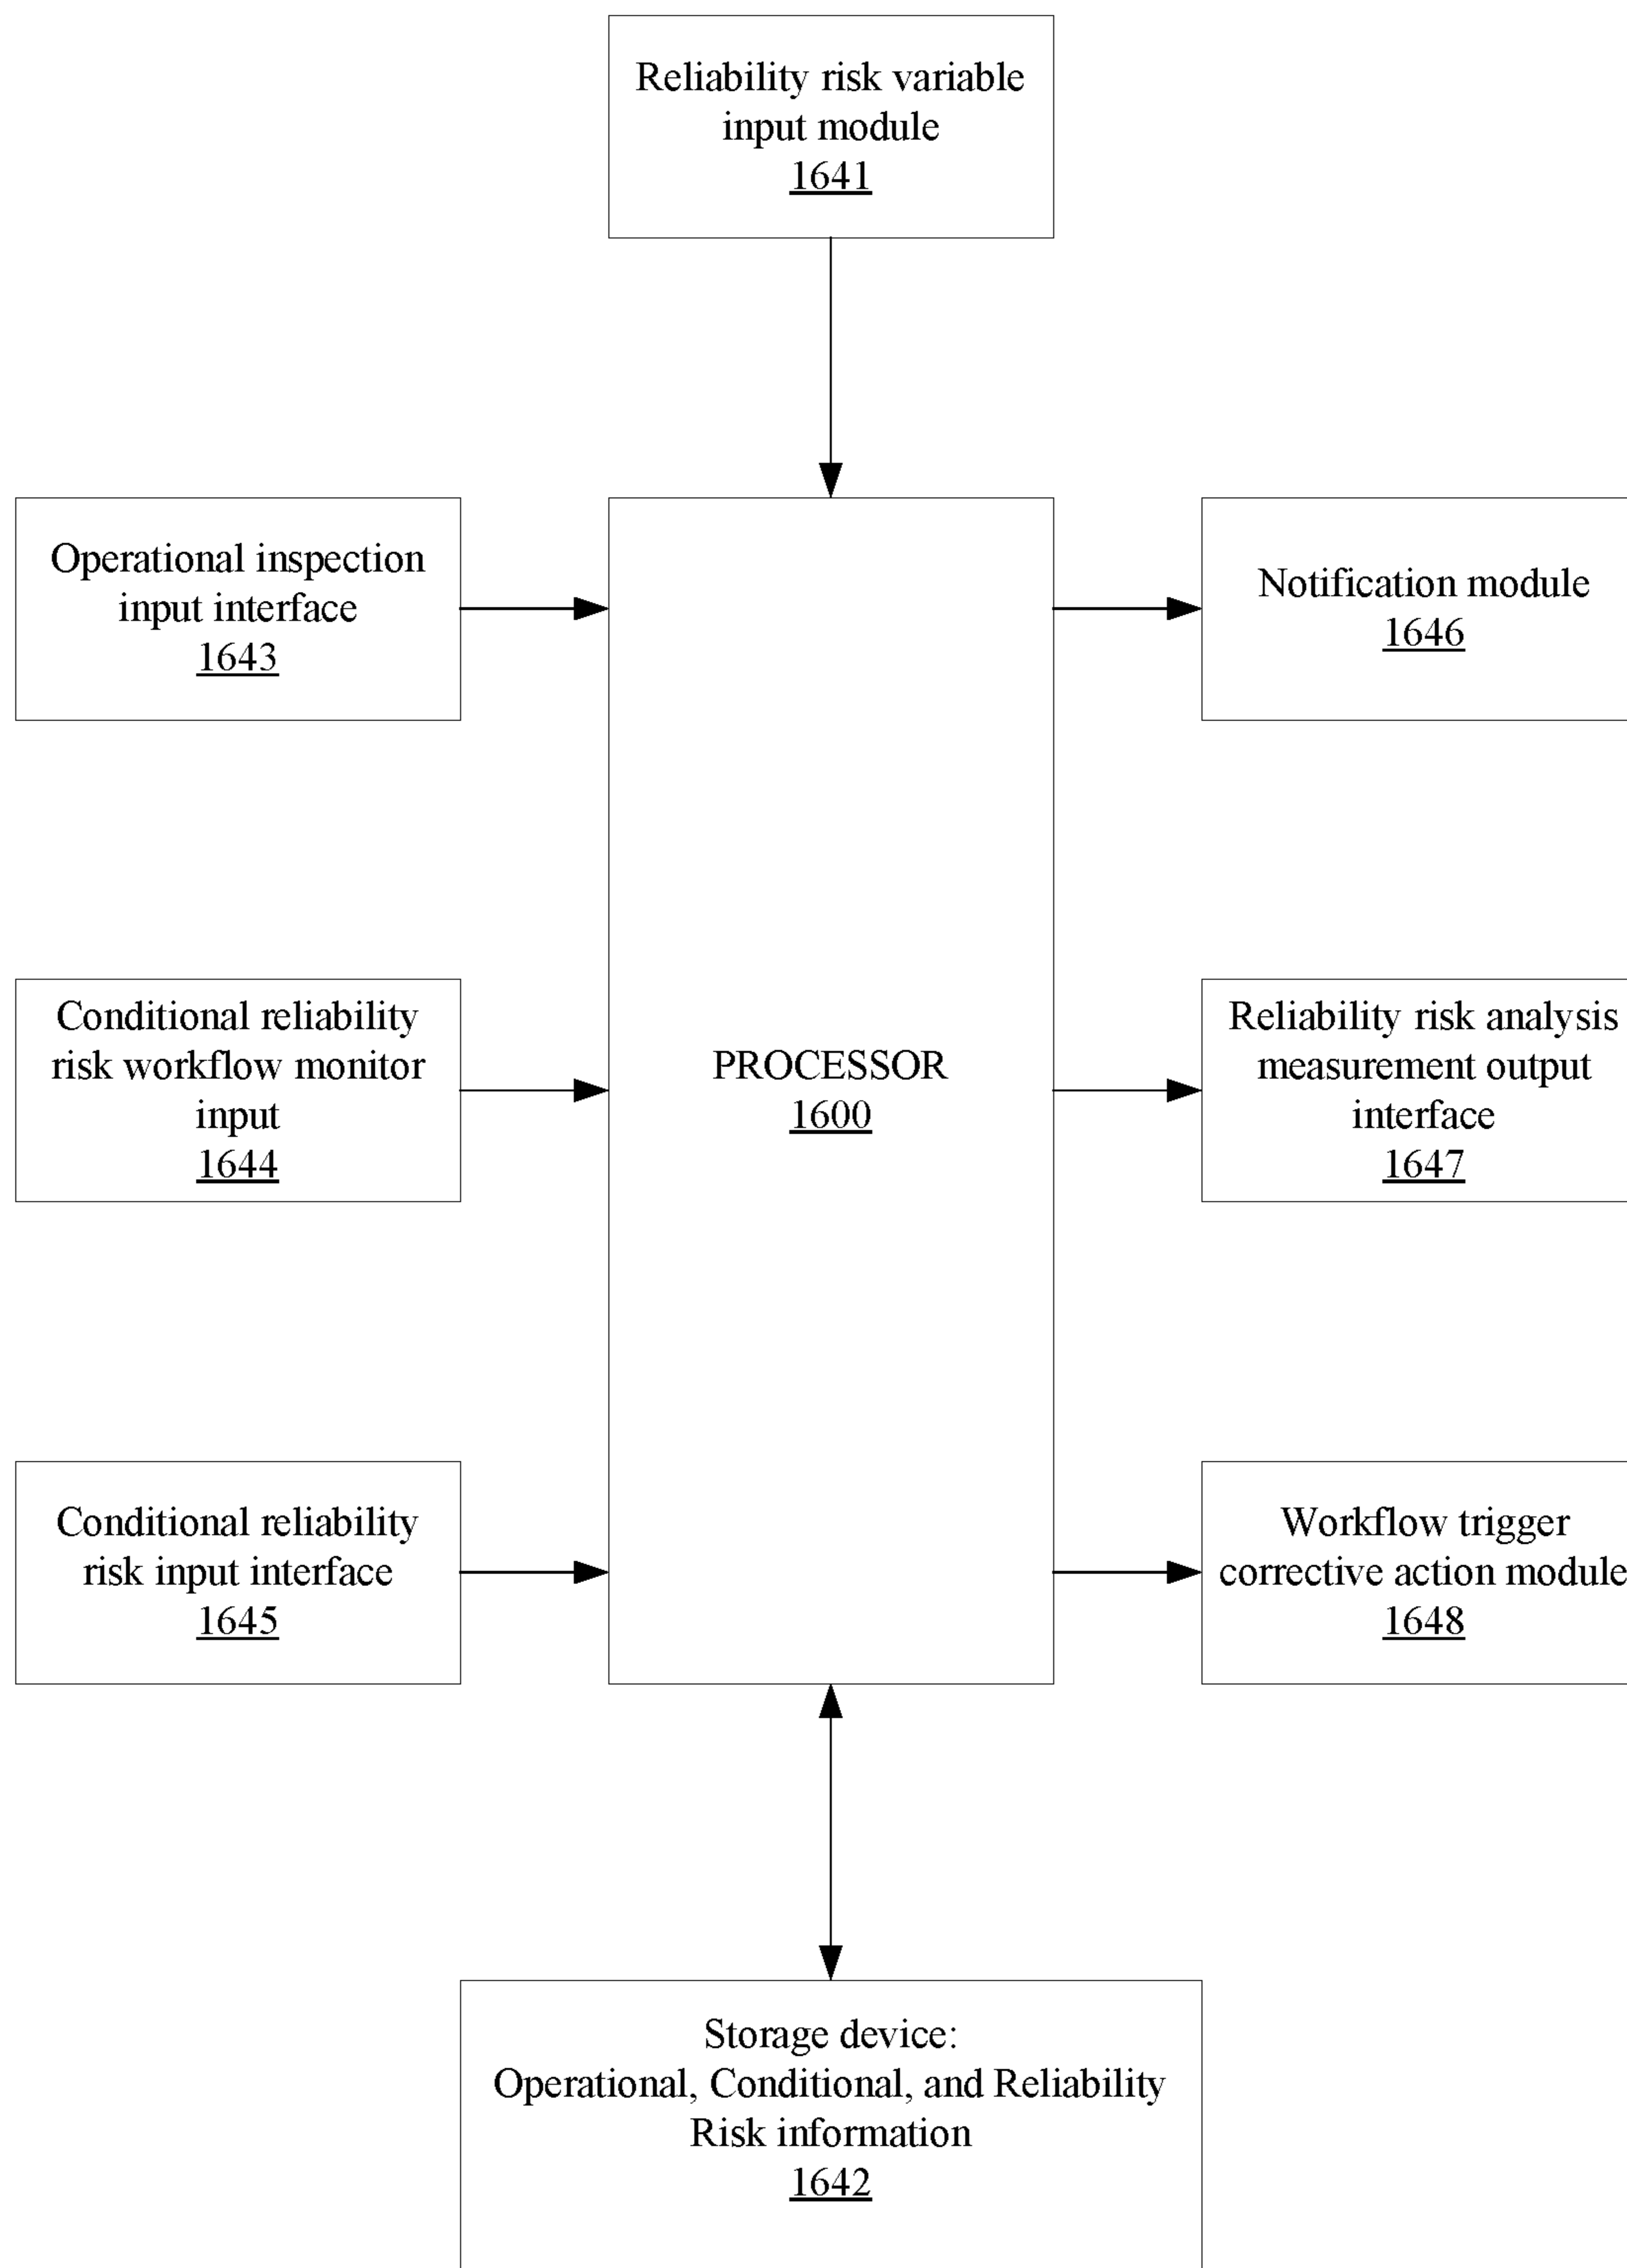 Reliability risk variable
input module
1641
Operational inspection
input interface
1643
Notification module
1646
Conditional reliability
risk workflow monitor
input
1644
PROCESSOR
1600
Reliability risk analysis
measurement output
interface
1647
Conditional reliability
risk input interface
1645
Workflow trigger
corrective action module
1648
Storage device:
Operational, Conditional, and Reliability
Risk information
1642